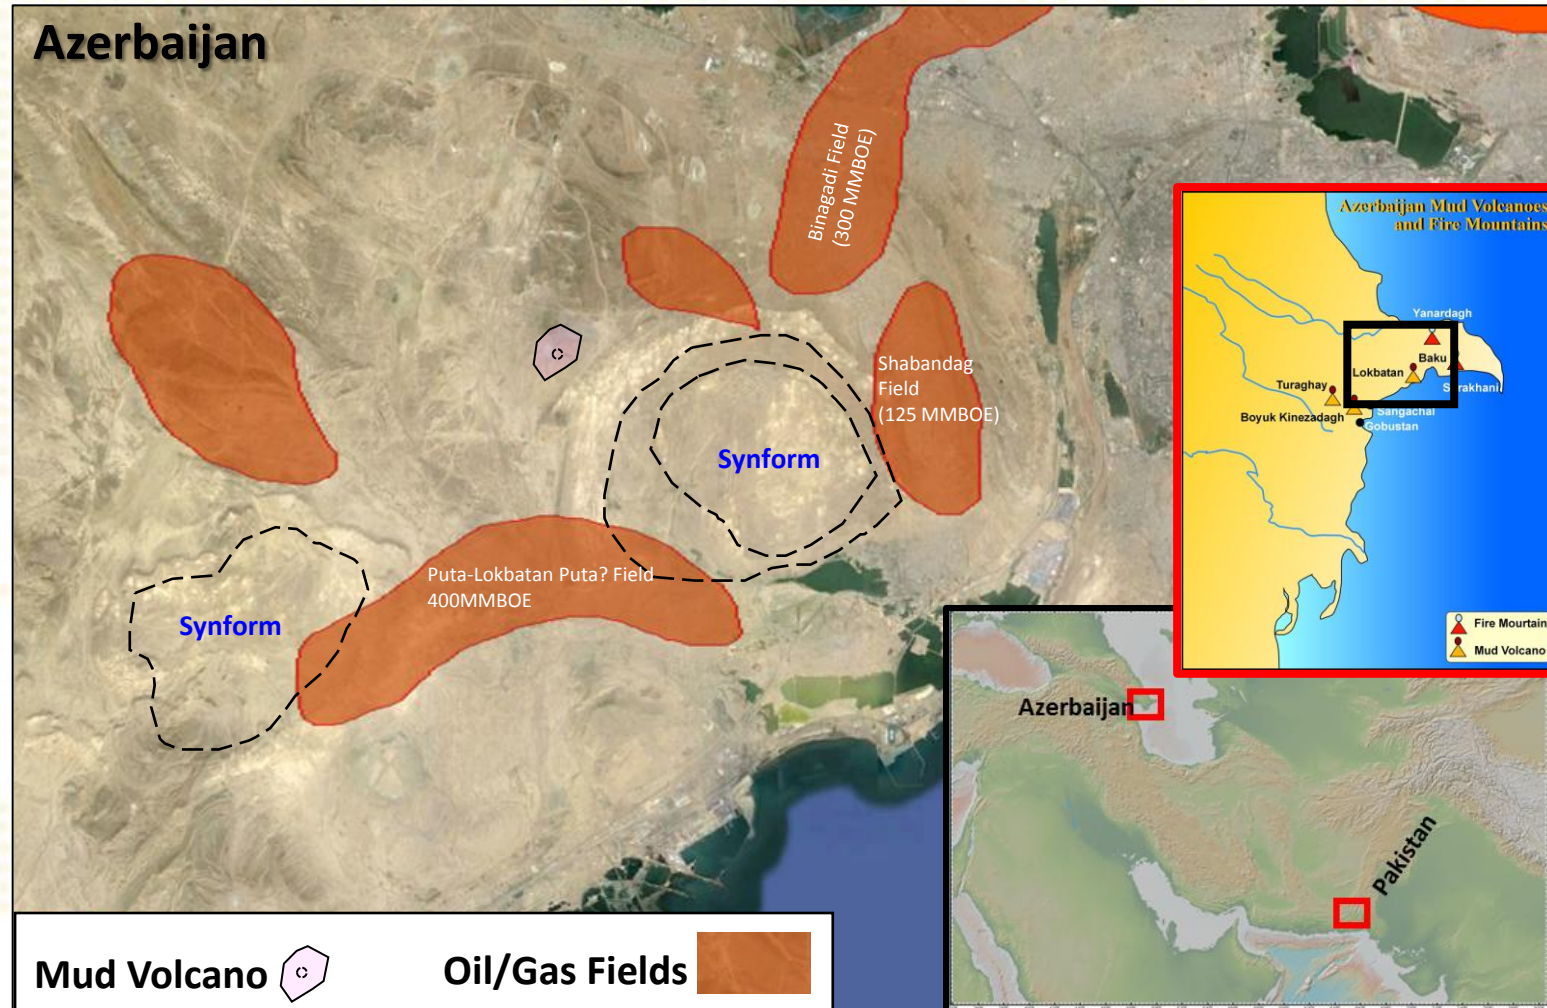 Azerbaijan
Binagadi Field
(300 MMBOE)
Shabandag
Field
(125 MMBOE)
Synform
Puta-Lokbatan Puta? Field
400MMBOE
Synform
Azerbaijan Mud Volcanoes
and Fire Mountains
Yanardagh
Baku
Lokbatan
Surakhani
Turaghay
Sangachal
Boyuk Kinezadagh
Gobustan
Fire Mourtain
Mud Volcano
Azerbaijan
Pakistan
Mud Volcano
Oil/Gas Fields